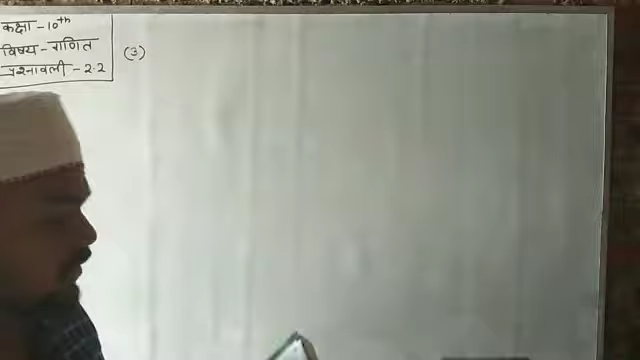 कक्षा - 10th
विषय - गणित
प्रश्नावली - 2.2
(3)